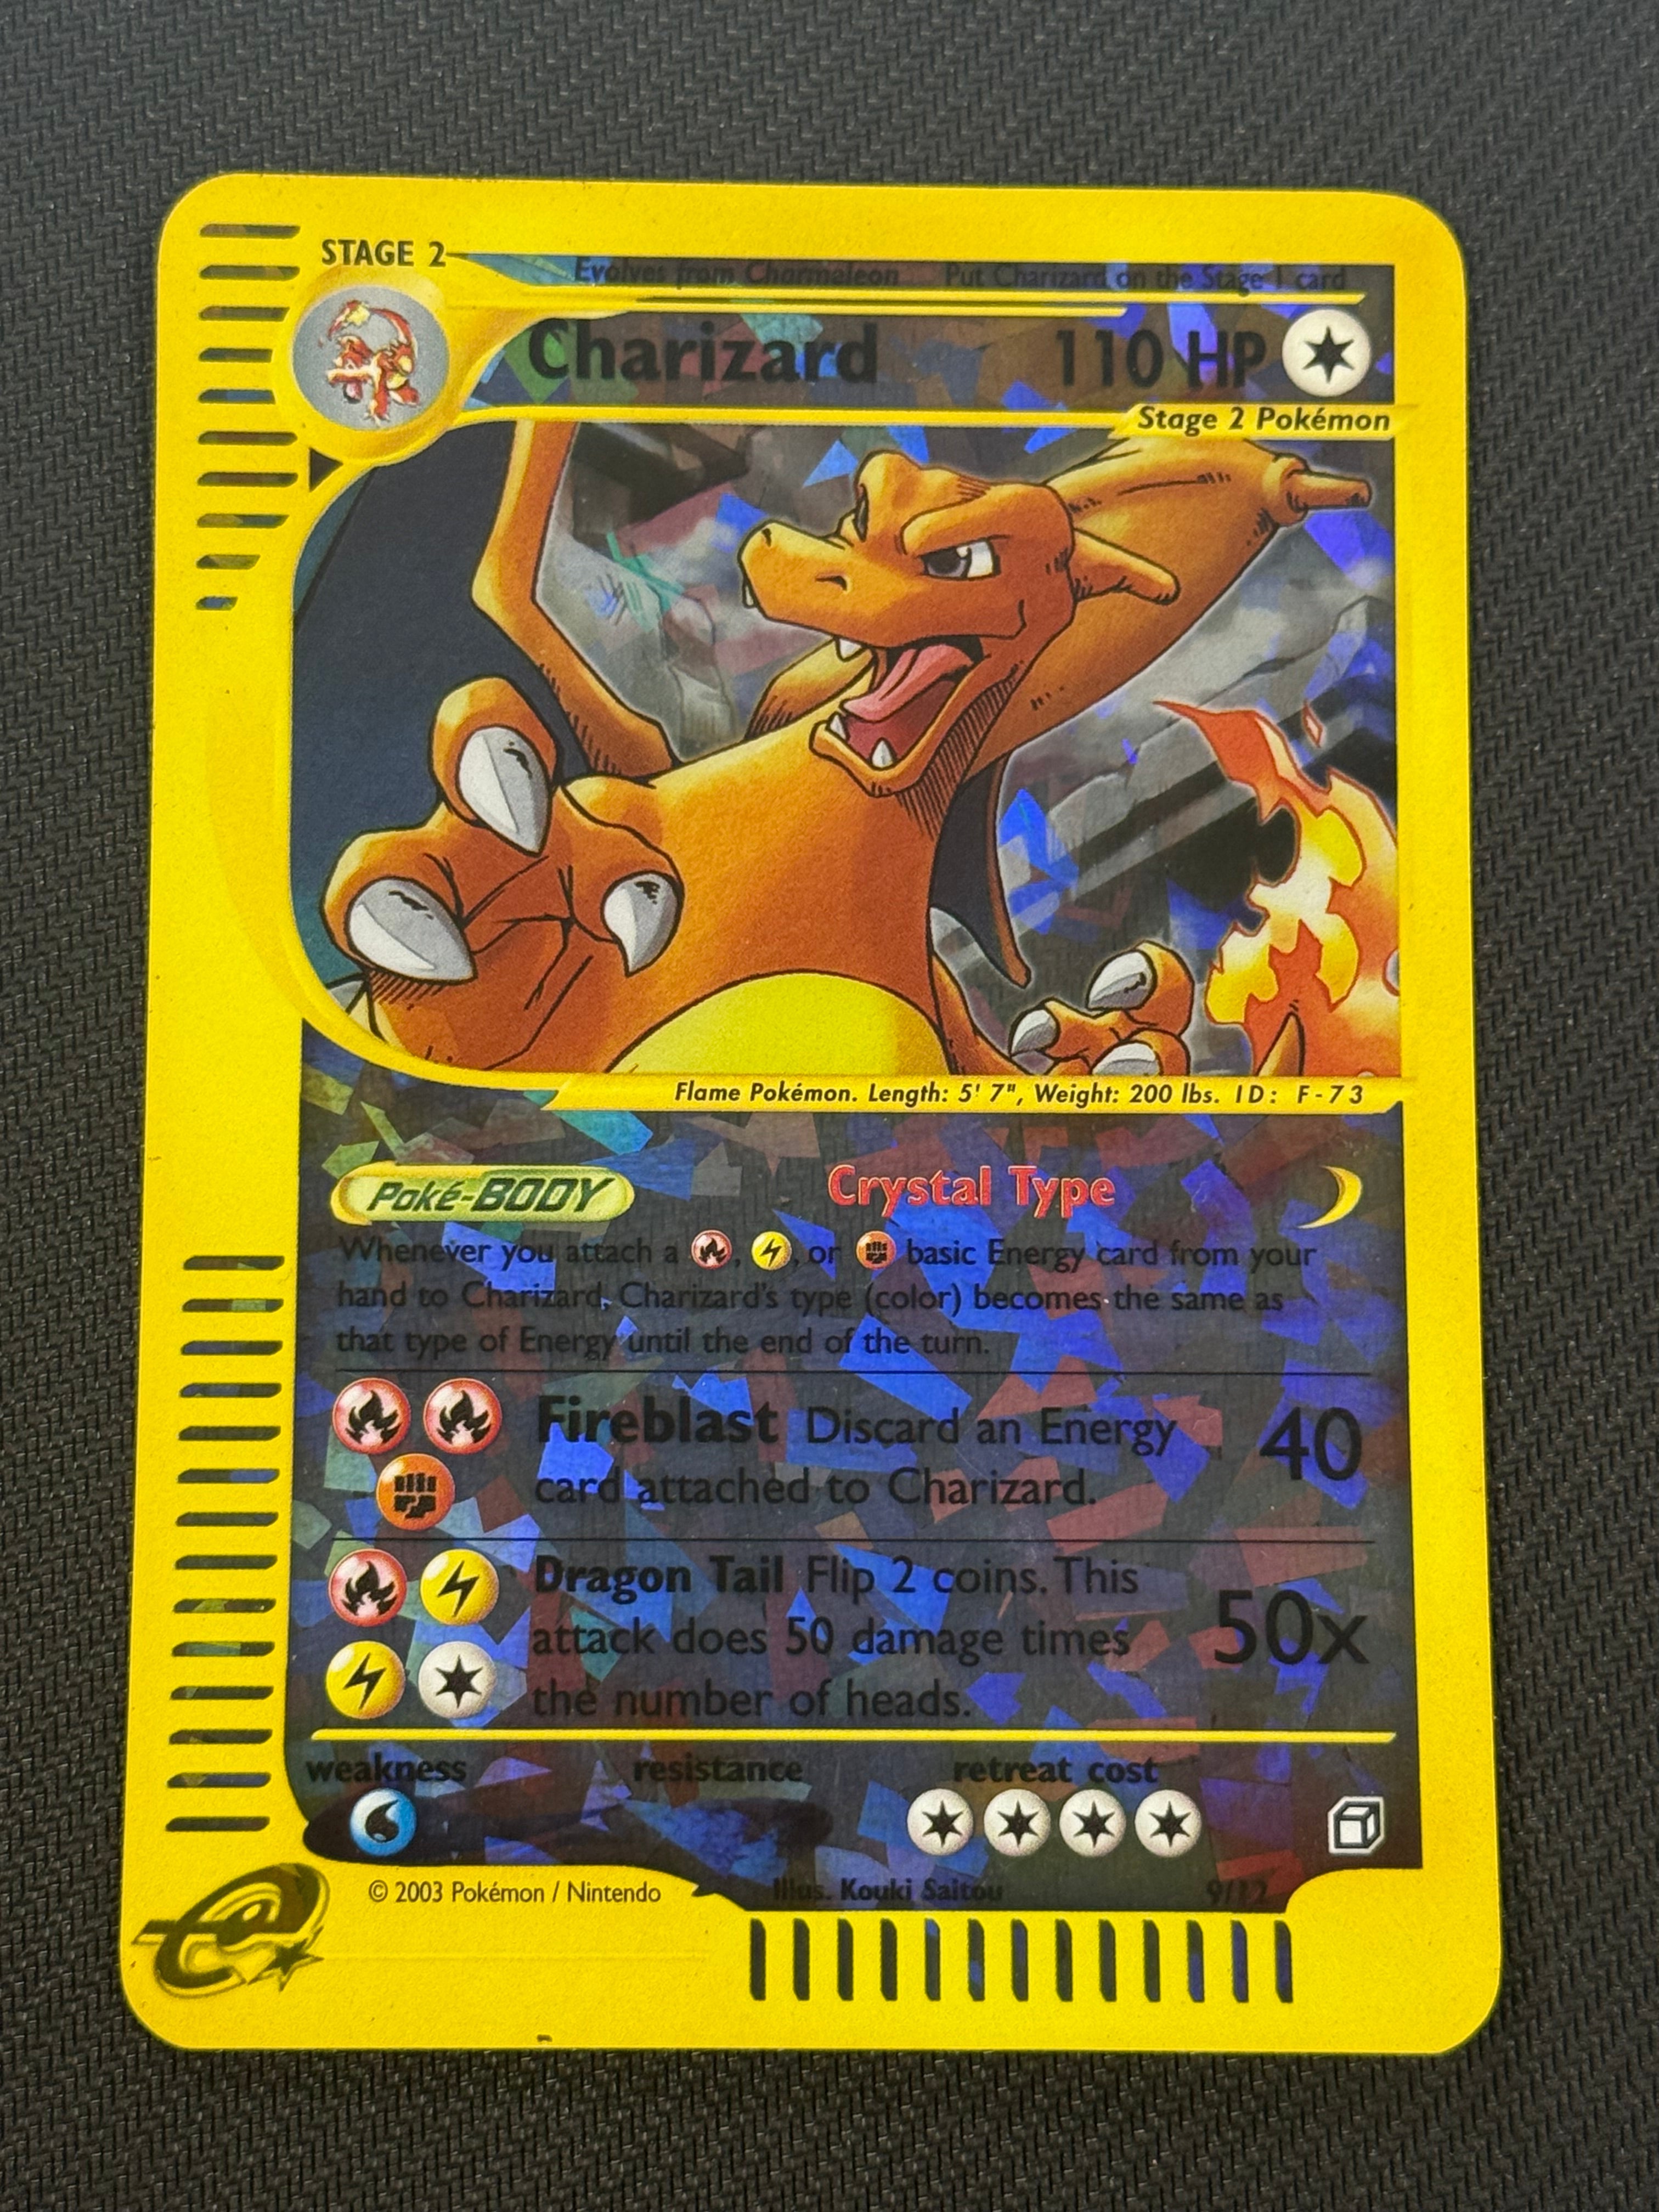 STAGE 2
Evolves from Charmeleon Put Charizard on the Stage 1 card
Charizard 110 HP
Stage 2 Pokémon
Flame Pokémon. Length: 5' 7", Weight: 200 lbs. ID: F-73
Poké-BODY Crystal Type
Whenever you attach a , , or basic Energy card from your
hand to Charizard, Charizard's type (color) becomes the same as
that type of Energy until the end of the turn.
Fireblast Discard an Energy 40
card attached to Charizard.
Dragon Tail Flip 2 coins. This
attack does 50 damage times 50x
the number of heads.
weakness resistance retreat cost
© 2003 Pokémon / Nintendo Illus. Kouki Saitou 9/12
e